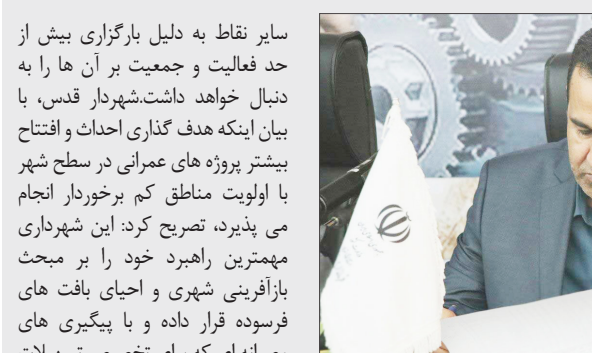 سایر نقاط به دلیل بارگزاری بیش از
حد فعالیت و جمعیت بر آن ها را به
دنبال خواهد داشت.شهردار قدس، با
بیان اینکه هدف گذاری احداث و افتتاح
بیشتر پروژه های عمرانی در سطح شهر
با اولویت مناطق کم برخوردار انجام
می پذیرد، تصریح کرد: این شهرداری
مهمترین راهبرد خود را بر مبحث
بازآفرینی شهری و احیای بافت های
فرسوده قرار داده و با پیگیری های